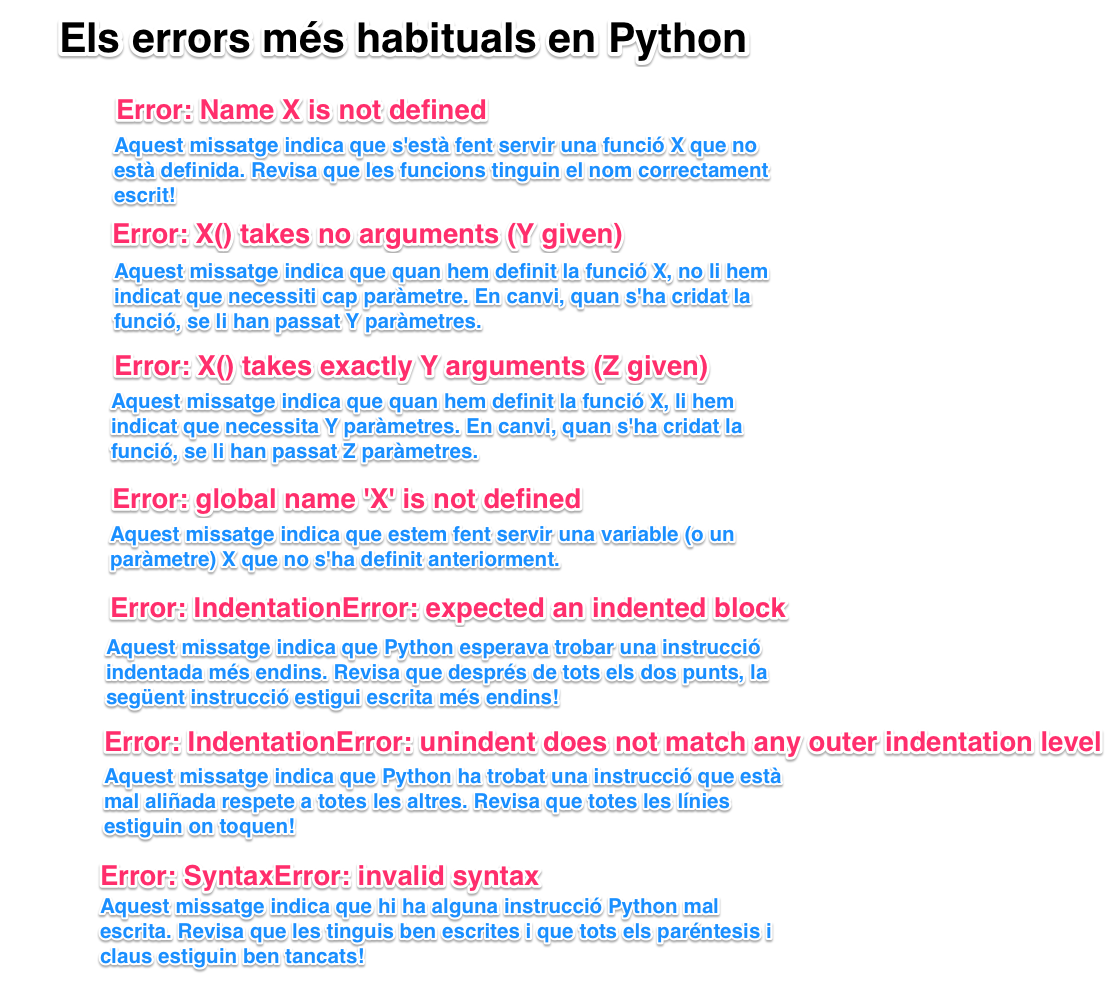 Els errors més habituals en Python
Error: Name X is not defined
Aquest missatge indica que s'està fent servir una funció X que no
està definida. Revisa que les funcions tinguin el nom correctament
escrit!
Error: X() takes no arguments (Y given)
Aquest missatge indica que quan hem definit la funció X, no li hem
indicat que necessiti cap paràmetre. En canvi, quan s'ha cridat la
funció, se li han passat Y paràmetres.
Error: X() takes exactly Y arguments (Z given)
Aquest missatge indica que quan hem definit la funció X, li hem
indicat que necessita Y paràmetres. En canvi, quan s'ha cridat la
funció, se li han passat Z paràmetres.
Error: global name 'X' is not defined
Aquest missatge indica que estem fent servir una variable (o un
paràmetre) X que no s'ha definit anteriorment.
Error: IndentationError: expected an indented block
Aquest missatge indica que Python esperava trobar una instrucció
indentada més endins. Revisa que després de tots els dos punts, la
següent instrucció estigui escrita més endins!
Error: IndentationError: unindent does not match any outer indentation level
Aquest missatge indica que Python ha trobat una instrucció que està
mal aliñada respete a totes les altres. Revisa que totes les línies
estiguin on toquen!
Error: SyntaxError: invalid syntax
Aquest missatge indica que hi ha alguna instrucció Python mal
escrita. Revisa que les tinguis ben escrites i que tots els paréntesis i
claus estiguin ben tancats!